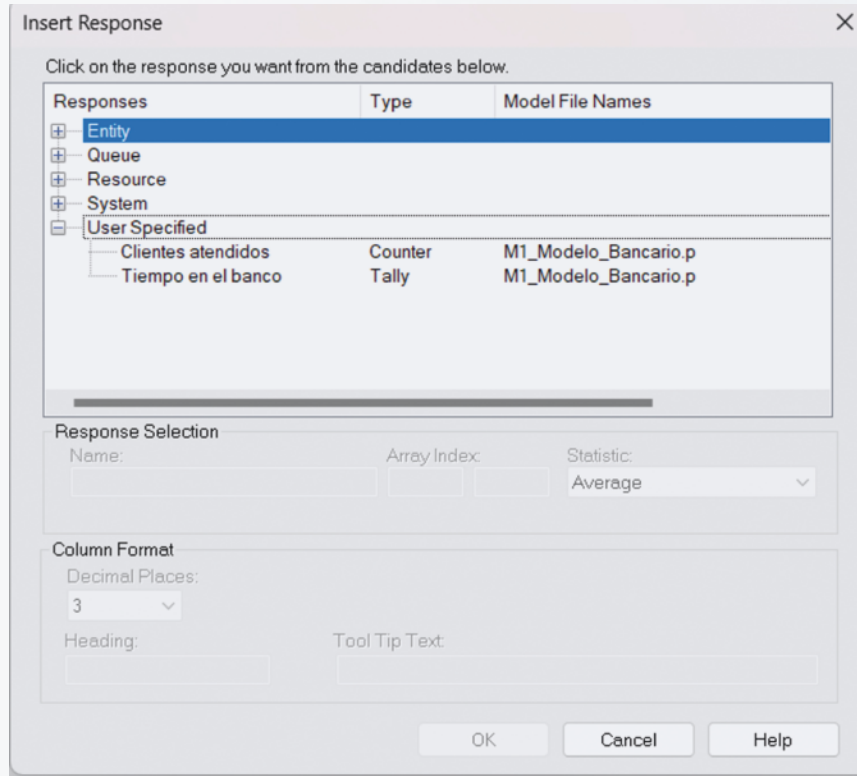 Insert Response
Click on the response you want from the candidates below.
Responses Type Model File Names
Entity
Queue
Resource
System
User Specified
Clientes atendidos Counter M1_Modelo_Bancario.p
Tiempo en el banco Tally M1_Modelo_Bancario.p
Response Selection
Name: Array Index: Statistic:
Average
Column Format
Decimal Places:
3
Heading: Tool Tip Text:
OK Cancel Help